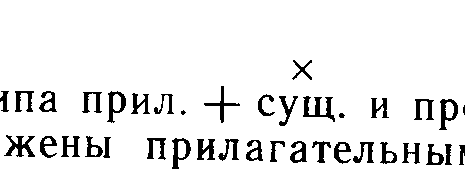 ×
ипа прил. + сущ. и пр
жены прилагательны